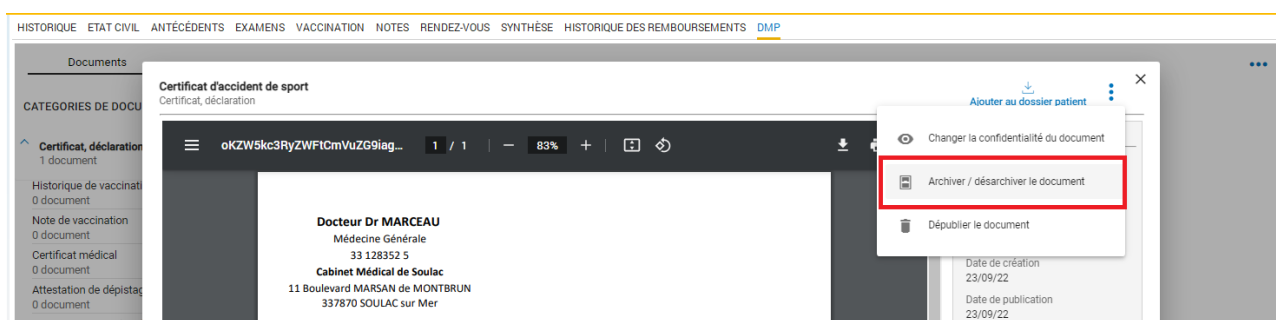 HISTORIQUE ETAT CIVIL ANTÉCÉDENTS EXAMENS VACCINATION NOTES RENDEZ-VOUS SYNTHÈSE HISTORIQUE DES REMBOURSEMENTS DMP
Documents
CATEGORIES DE DOCU
Certificat, déclaration
1 document
Historique de vaccinati
0 document
Note de vaccination
0 document
Certificat médical
0 document
Attestation de dépistag
0 document
Certificat d'accident de sport
Certificat, déclaration
Ajouter au dossier patient
oKZW5kc3RyZWFtCmVuZG9iag... 1 / 1 83%
Docteur Dr MARCEAU
Médecine Générale
33 128352 5
Cabinet Médical de Soulac
11 Boulevard MARSAN de MONTBRUN
337870 SOULAC sur Mer
Changer la confidentialité du document
Archiver / désarchiver le document
Dépublier le document
Date de création
23/09/22
Date de publication
23/09/22